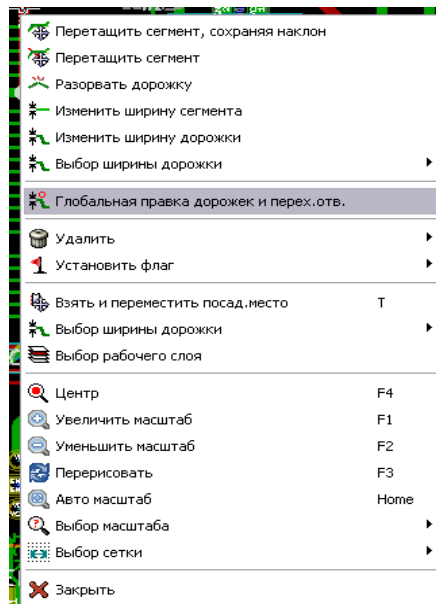 Перетащить сегмент, сохраняя наклон
Перетащить сегмент
Разорвать дорожку
Изменить ширину сегмента
Изменить ширину дорожки
Выбор ширины дорожки
Глобальная правка дорожек и перех.отв.
Удалить
Установить флаг
Взять и переместить посад.место T
Выбор ширины дорожки
Выбор рабочего слоя
Центр F4
Увеличить масштаб F1
Уменьшить масштаб F2
Перерисовать F3
Авто масштаб Home
Выбор масштаба
Выбор сетки
Закрыть